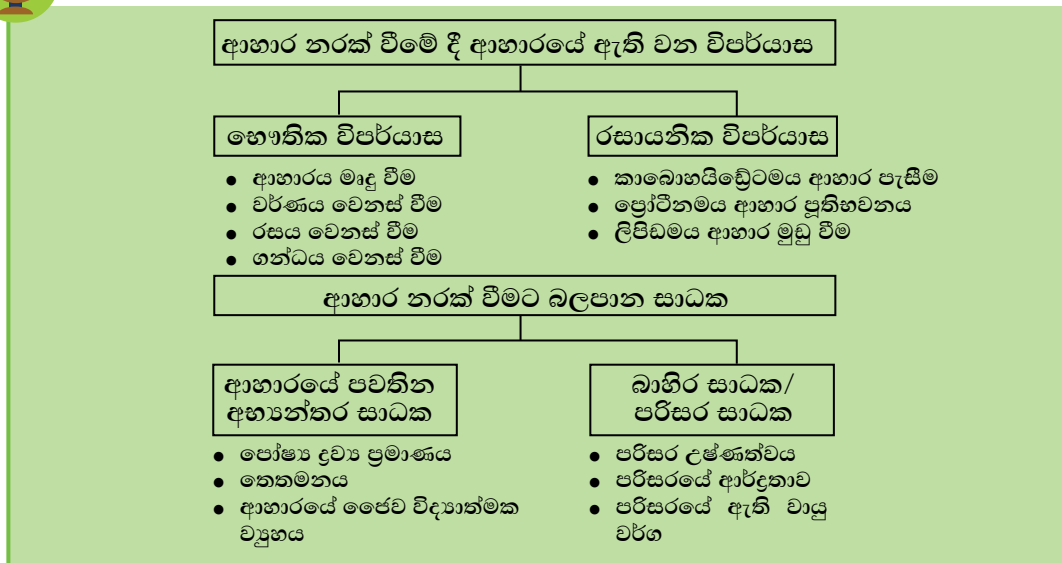 ආහාර නරක් වීමේ දී ආහාරයේ ඇති වන විපර්යාස
භෞතික විපර්යාස
● ආහාරය මෘදු වීම
● වර්ණය වෙනස් වීම
● රසය වෙනස් වීම
● ගන්ධය වෙනස් වීම
රසායනික විපර්යාස
● කාබොහයිඩ්‍රේටමය ආහාර පැසීම
● ප්‍රෝටීනමය ආහාර පූතිභවනය
● ලිපිඩමය ආහාර මුඩු වීම
ආහාර නරක් වීමට බලපාන සාධක
ආහාරයේ පවතින
අභ්‍යන්තර සාධක
● පෝෂ්‍ය ද්‍රව්‍ය ප්‍රමාණය
● තෙතමනය
● ආහාරයේ ජෛව විද්‍යාත්මක
ව්‍යුහය
බාහිර සාධක/
පරිසර සාධක
● පරිසර උෂ්ණත්වය
● පරිසරයේ ආර්ද්‍රතාව
● පරිසරයේ ඇති වායු
වර්ග